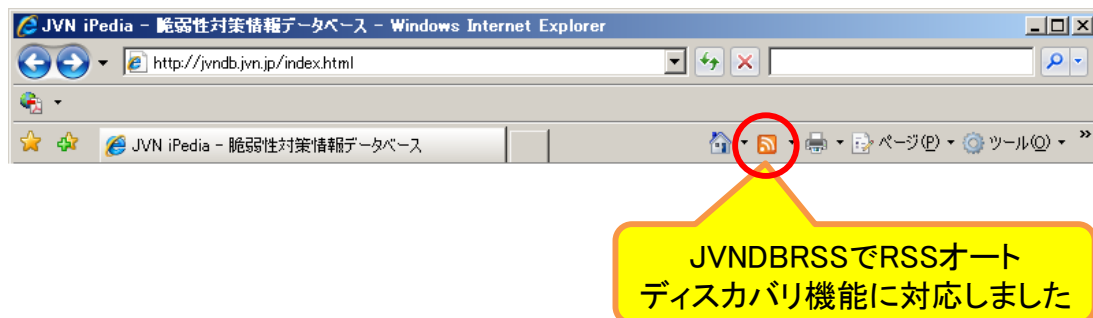 JVN iPedia - 脆弱性対策情報データベース - Windows Internet Explorer
http://jvndb.jvn.jp/index.html
JVN iPedia - 脆弱性対策情報データベース
ページ(P)
ツール(O)
»
JVNDBRSSでRSSオート
ディスカバリ機能に対応しました